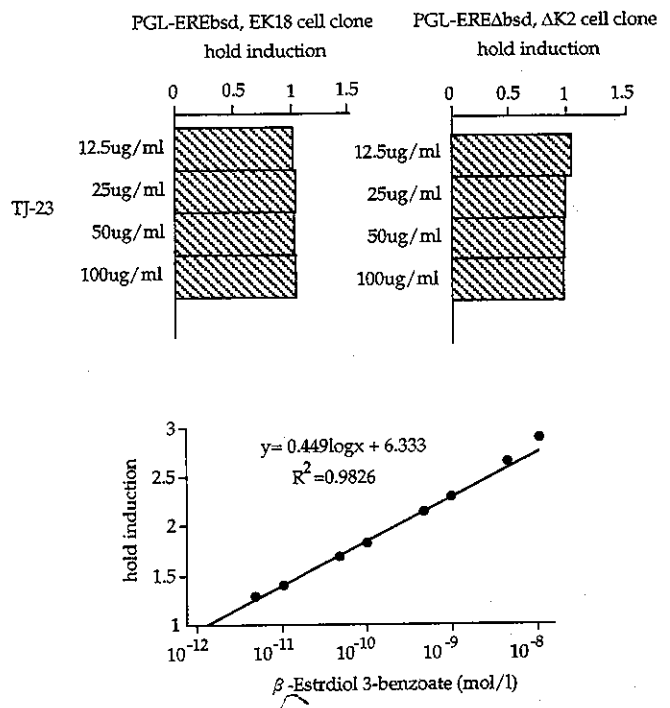 PGL-EREbsd, EK18 cell clone
hold induction
0 0.5 1 1.5
TJ-23
12.5ug/ml
25ug/ml
50ug/ml
100ug/ml
PGL-EREΔbsd, ΔK2 cell clone
hold induction
0 0.5 1 1.5
12.5ug/ml
25ug/ml
50ug/ml
100ug/ml
y= 0.449logx + 6.333
R² =0.9826
hold induction
3
2.5
2
1.5
1
10⁻¹² 10⁻¹¹ 10⁻¹⁰ 10⁻⁹ 10⁻⁸
β -Estrdiol 3-benzoate (mol/l)